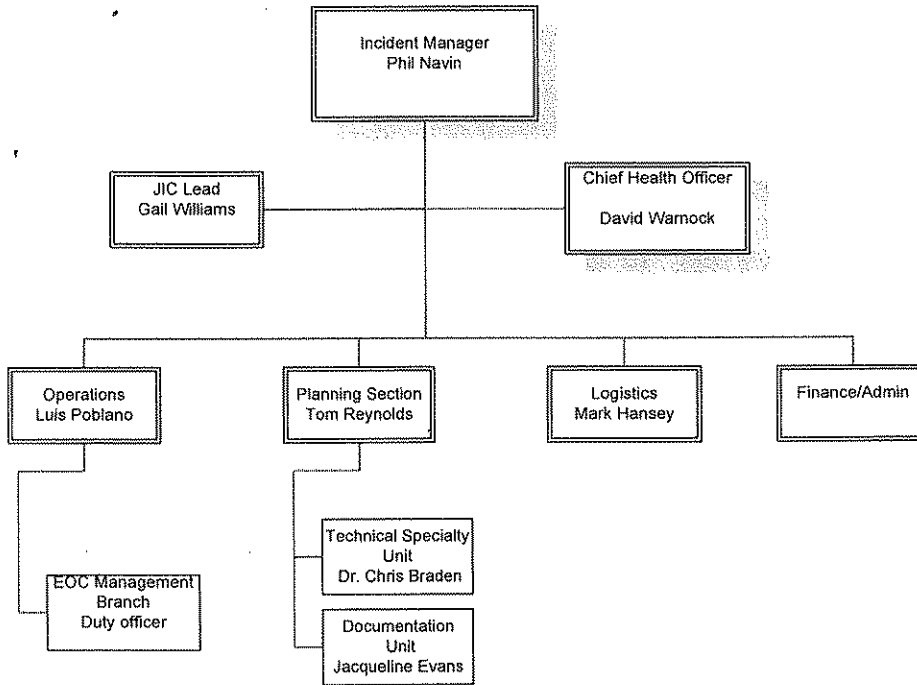 Incident Manager
Phil Navin
JIC Lead
Gail Williams
Chief Health Officer
David Warnock
Operations
Luis Poblano
Planning Section
Tom Reynolds
Logistics
Mark Hansey
Finance/Admin
EOC Management
Branch
Duty officer
Technical Specialty
Unit
Dr. Chris Braden
Documentation
Unit
Jacqueline Evans